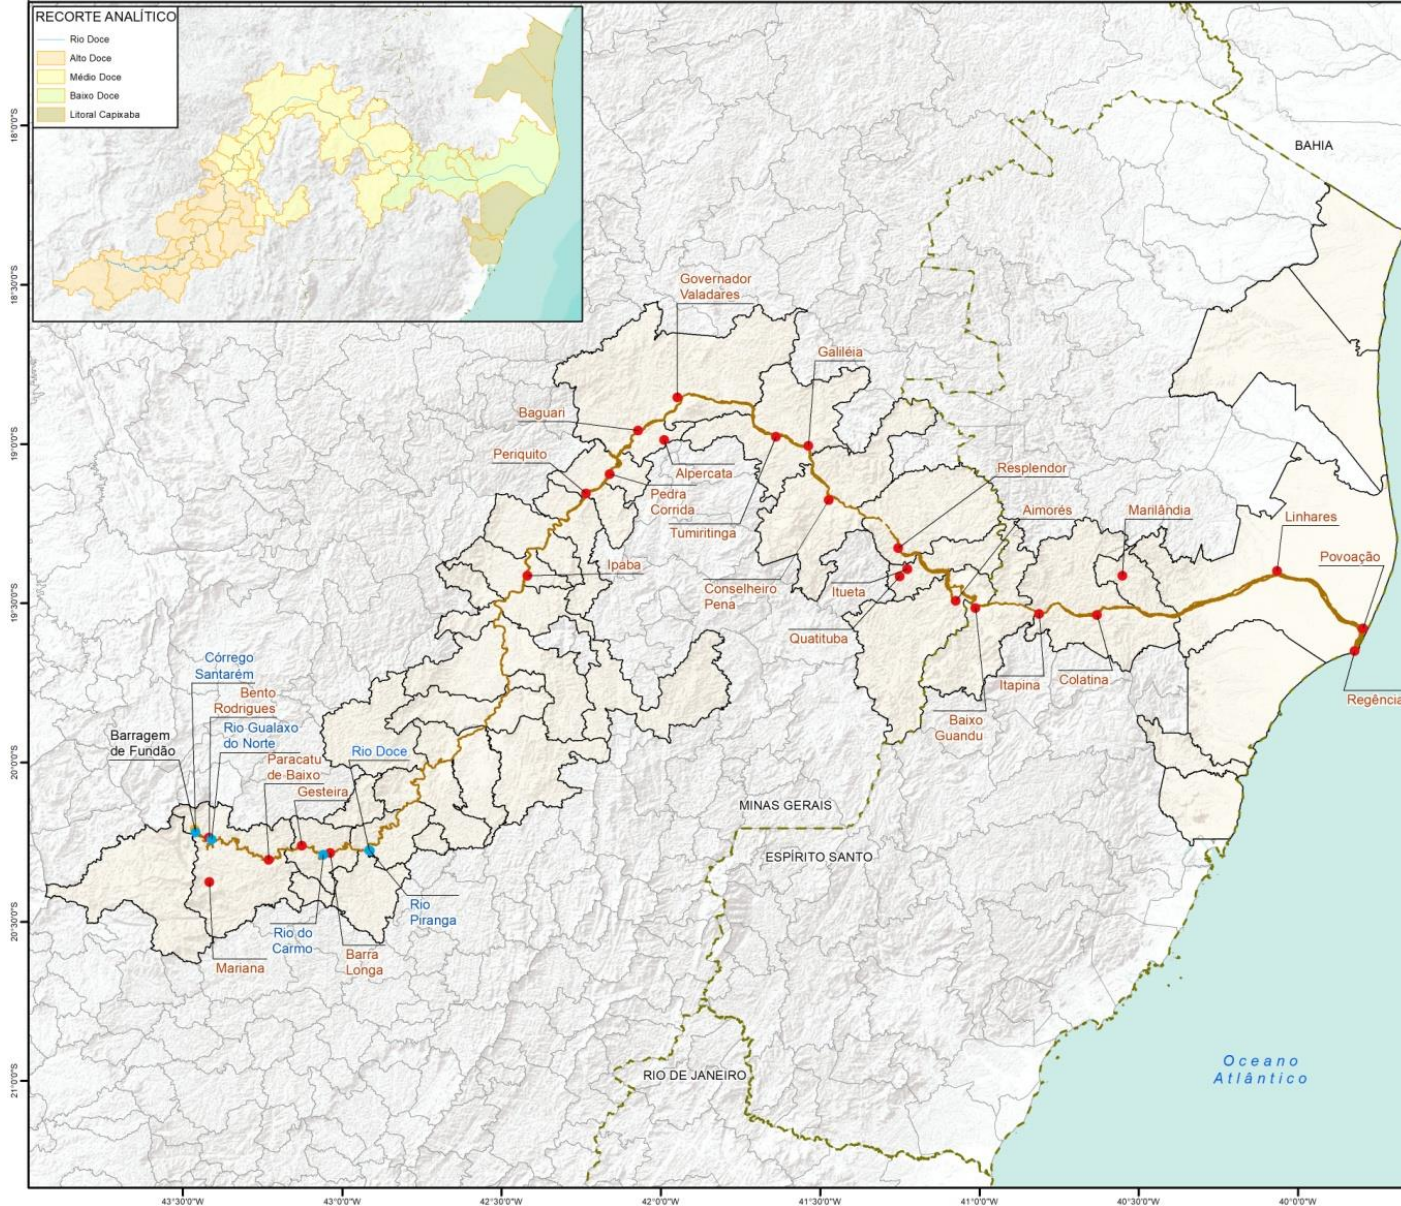 RECORTE ANALÍTICO
Rio Doce
Alto Doce
Médio Doce
Baixo Doce
Litoral Capixaba
18°0'0"S
18°30'0"S
19°0'0"S
19°30'0"S
20°0'0"S
20°30'0"S
21°0'0"S
BAHIA
Governador
Valadares
Galiléia
Baguari
Periquito
Alpercata
Pedra
Corrida
Tumiritinga
Resplendor
Aimorés
Marilândia
Linhares
Povoação
Ipaba
Conselheiro
Pena
Itueta
Quatituba
Itapina
Colatina
Baixo
Guandu
Regência
Córrego
Santarém
Bento
Rodrigues
Rio Gualaxo
do Norte
Barragem
de Fundão
Paracatu
de Baixo
Gesteira
Rio Doce
MINAS GERAIS
ESPÍRITO SANTO
Rio
Piranga
Rio do
Carmo
Barra
Longa
Mariana
RIO DE JANEIRO
Oceano
Atlântico
43°30'0"W
43°0'0"W
42°30'0"W
42°0'0"W
41°30'0"W
41°0'0"W
40°30'0"W
40°0'0"W